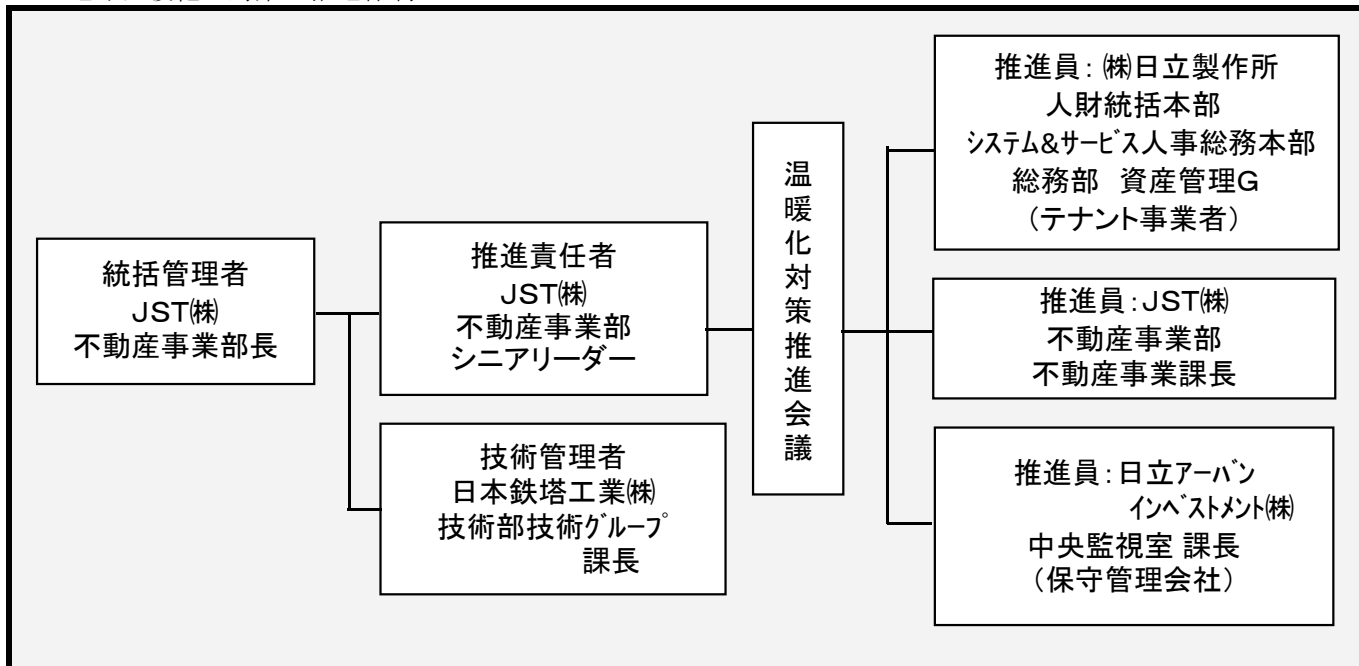 統括管理者
JST㈱
不動産事業部長
推進責任者
JST㈱
不動産事業部
シニアリーダー
技術管理者
日本鉄塔工業㈱
技術部技術ｸﾞﾙｰﾌﾟ
課長
温暖化対策推進会議
推進員：㈱日立製作所
人財統括本部
ｼｽﾃﾑ&ｻｰﾋﾞｽ人事総務本部
総務部　資産管理G
（テナント事業者）
推進員：JST㈱
不動産事業部
不動産事業課長
推進員：日立ｱｰﾊﾞﾝ
ｲﾝﾍﾞｽﾄﾒﾝﾄ㈱
中央監視室 課長
（保守管理会社）